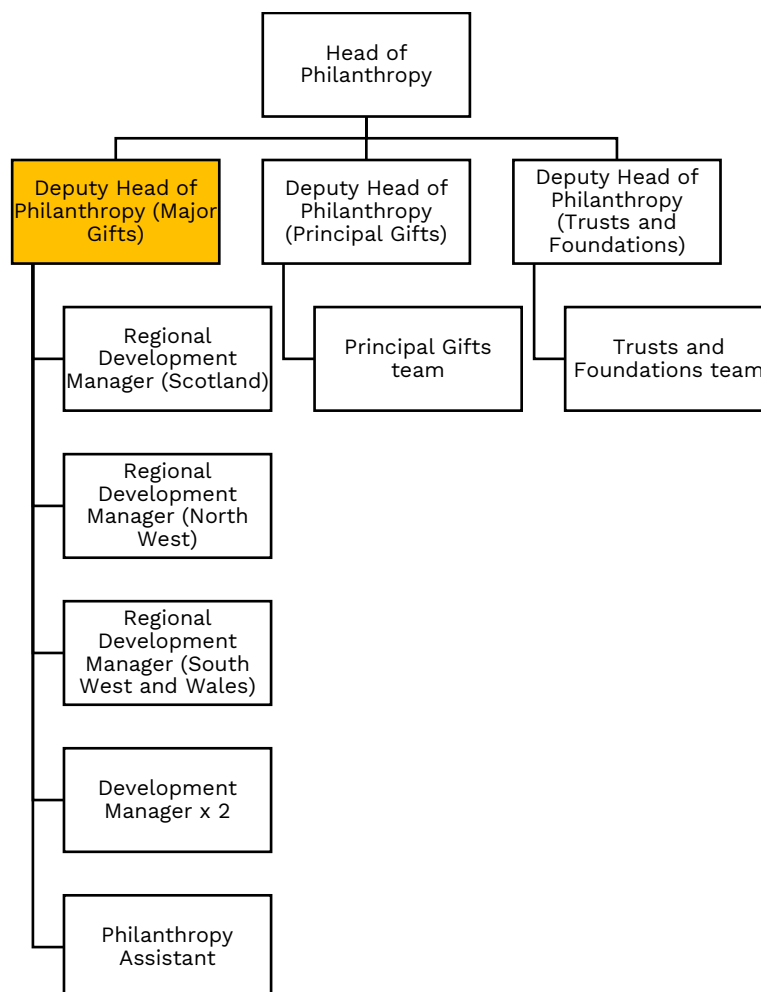 Head of
Philanthropy
Deputy Head of
Philanthropy (Major
Gifts)
Deputy Head of
Philanthropy
(Principal Gifts)
Deputy Head of
Philanthropy
(Trusts and
Foundations)
Regional
Development
Manager (Scotland)
Principal Gifts
team
Trusts and
Foundations team
Regional
Development
Manager (North
West)
Regional
Development
Manager (South
West and Wales)
Development
Manager x 2
Philanthropy
Assistant